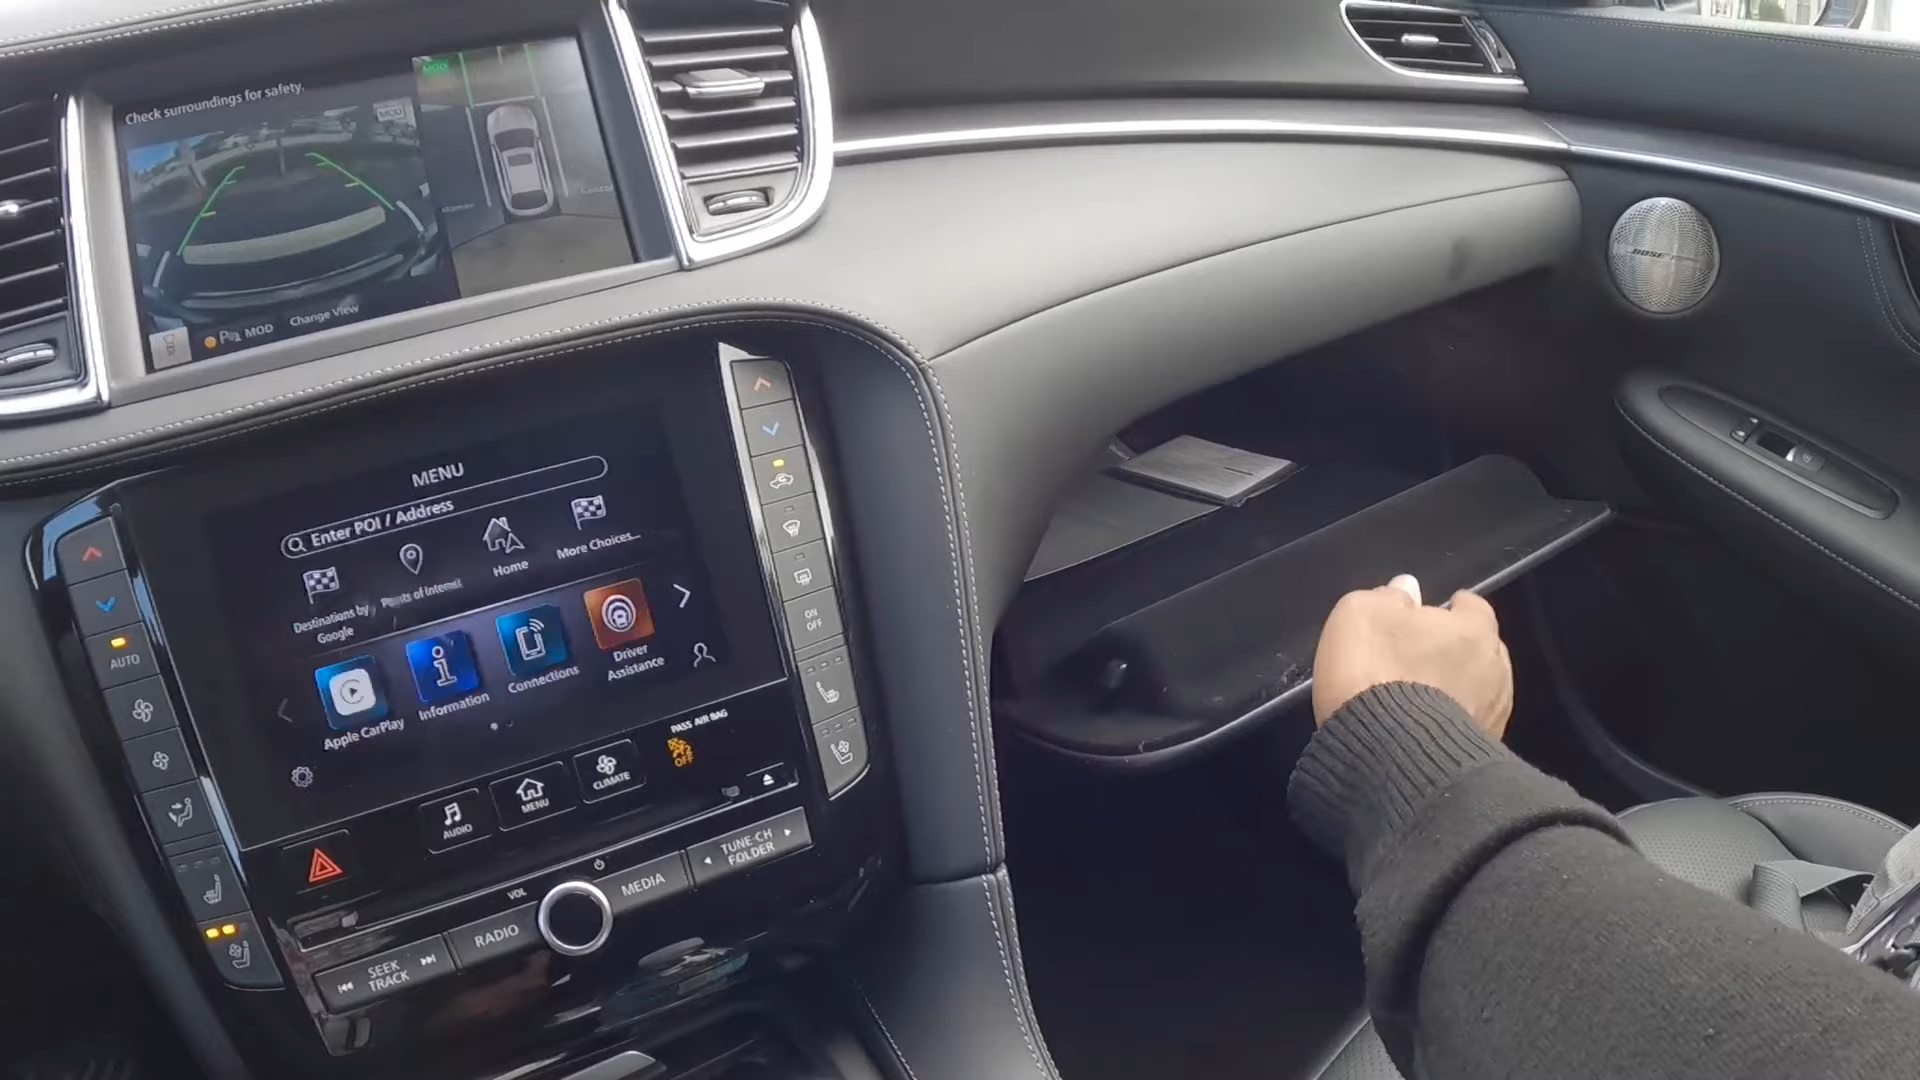 Check surroundings for safety.
MOD
MOD
MOD
Change View
MENU
Enter POI / Address
Destinations by
Google
Points of Interest
Home
More Choices...
Apple CarPlay
Information
Connections
Driver
Assistance
AUTO
ON
OFF
PASS AIR BAG
OFF
AUDIO
MENU
CLIMATE
VOL
SEEK
TRACK
RADIO
MEDIA
TUNE·CH
FOLDER
BOSE